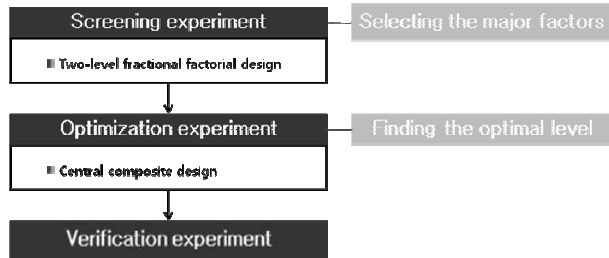 Screening experiment
Selecting the major factors
Two-level fractional factorial design
Optimization experiment
Finding the optimal level
Central composite design
Verification experiment